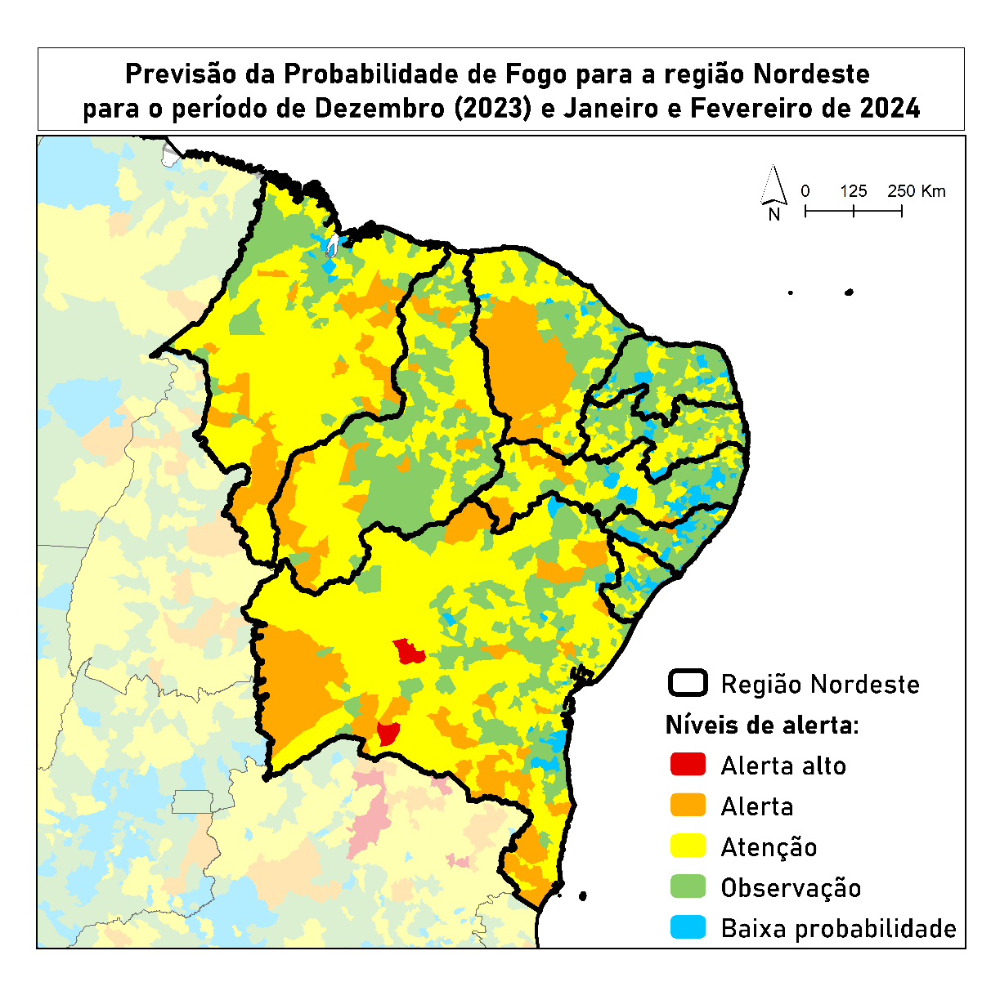 Previsão da Probabilidade de Fogo para a região Nordeste
para o período de Dezembro (2023) e Janeiro e Fevereiro de 2024
0 125 250 Km
N
Região Nordeste
Níveis de alerta:
Alerta alto
Alerta
Atenção
Observação
Baixa probabilidade